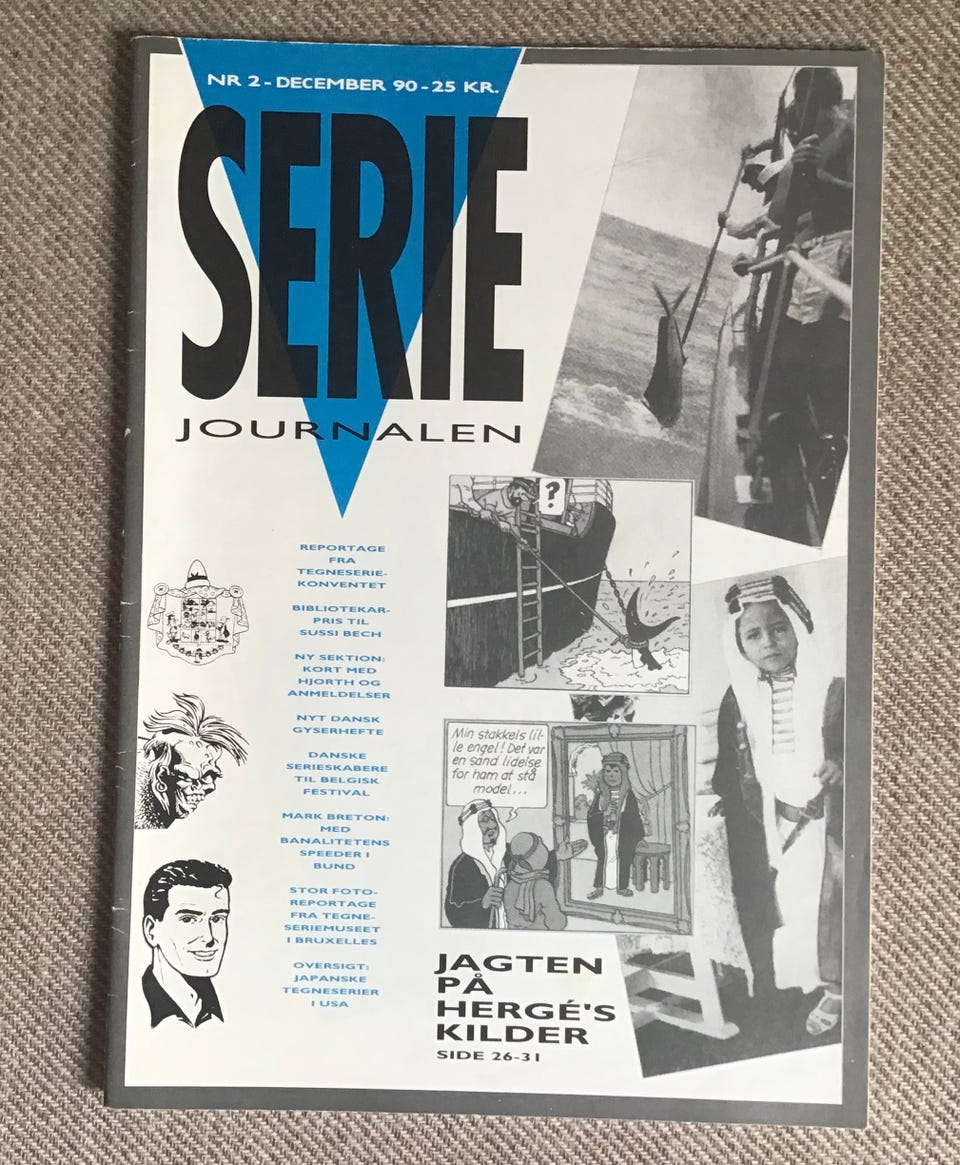 NR 2 - DECEMBER 90 - 25 KR.
SERIE
JOURNALEN
REPORTAGE
FRA
TEGNESERIE-
KONVENTET
BIBLIOTEKAR-
PRIS TIL
SUSSI BECH
NY SEKTION:
KORT MED
HJORTH OG
ANMELDELSER
NYT DANSK
GYSERHEFTE
DANSKE
SERIESKABERE
TIL BELGISK
FESTIVAL
MARK BRETON:
MED
BANALITETENS
SPEEDER I
BUND
STOR FOTO-
REPORTAGE
FRA TEGNE-
SERIEMUSEET
I BRUXELLES
OVERSIGT:
JAPANSKE
TEGNESERIER
I USA
?
Min stakkels lil-
le engel! Det var
en sand lidelse
for ham at stå
model...
JAGTEN
PÅ
HERGÉ'S
KILDER
SIDE 26-31